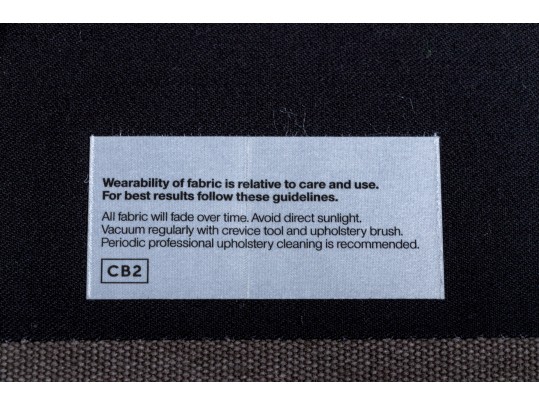 Wearability of fabric is relative to care and use.
For best results follow these guidelines.
All fabric will fade over time. Avoid direct sunlight.
Vacuum regularly with crevice tool and upholstery brush.
Periodic professional upholstery cleaning is recommended.
CB2